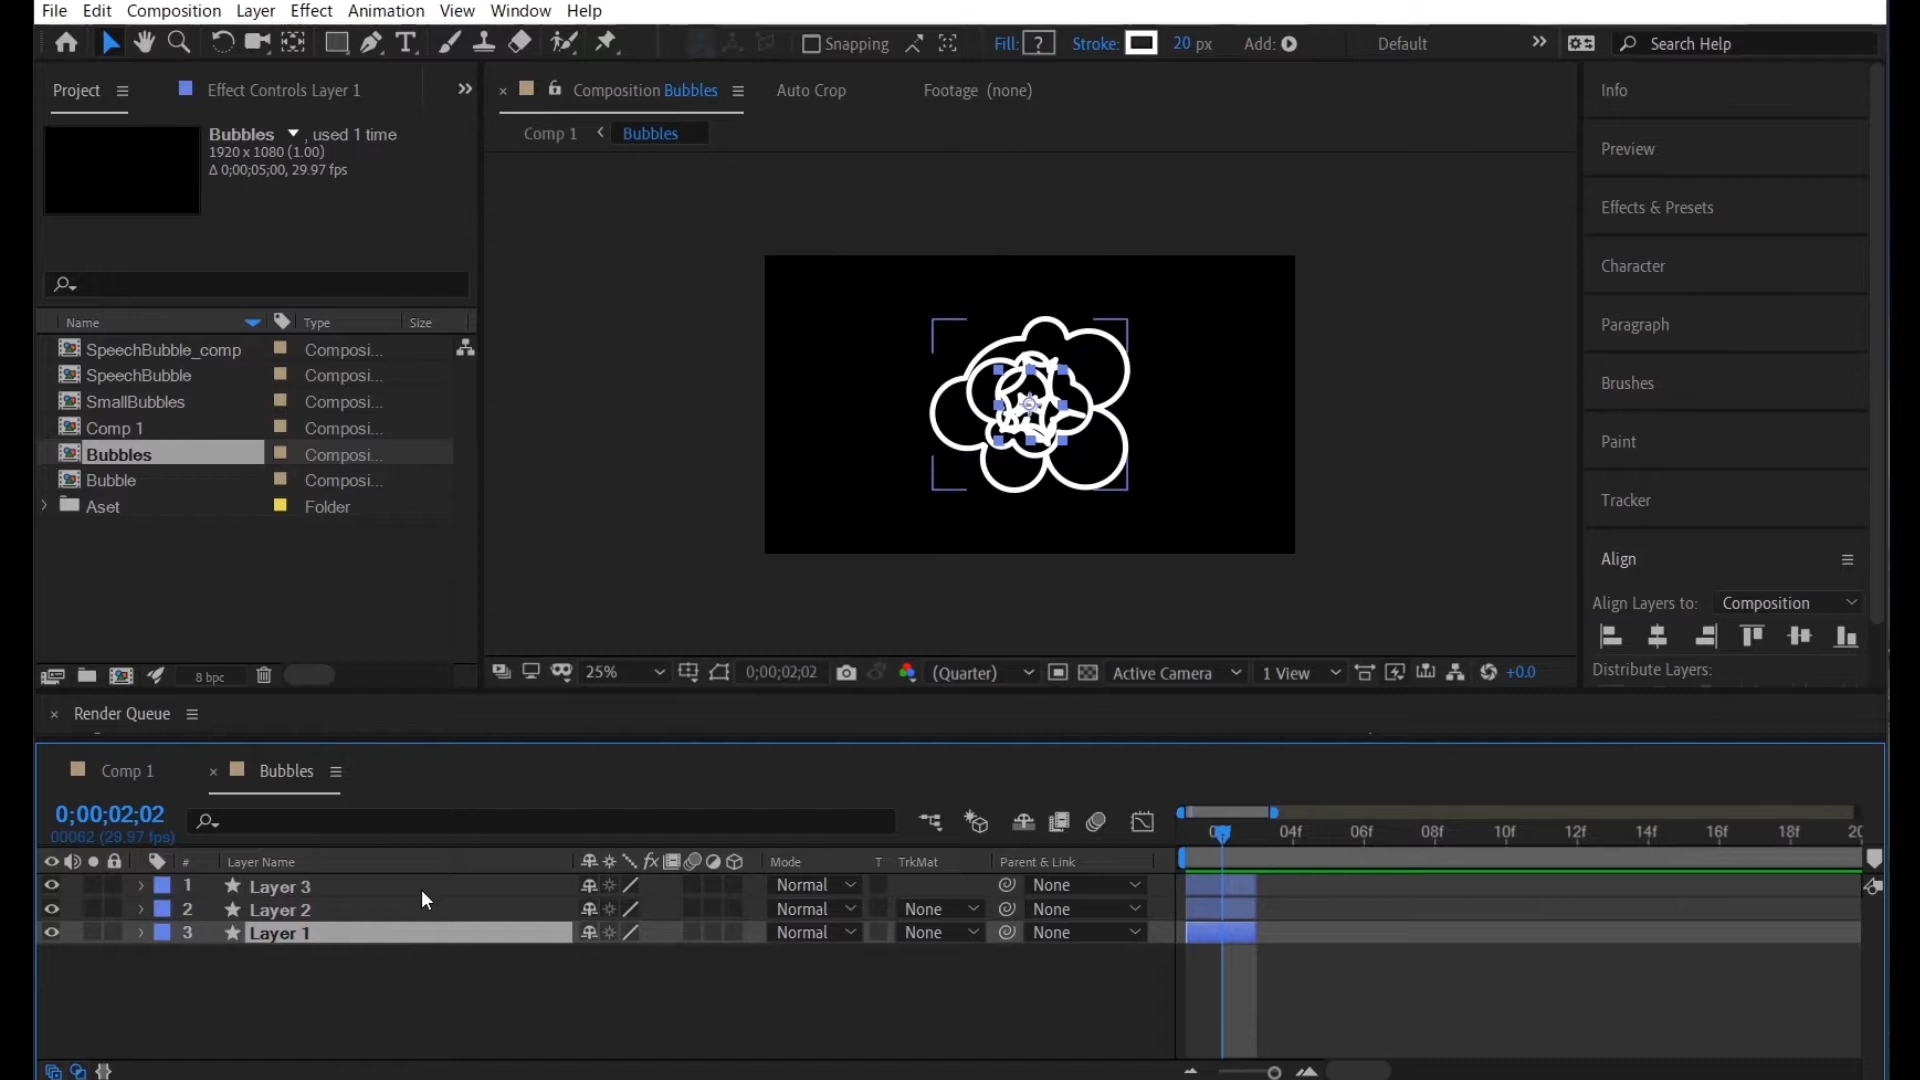 File Edit Composition Layer Effect Animation View Window Help
Snapping Fill: ? Stroke: 20 px Add: Default Search Help
Project Effect Controls Layer 1
Composition Bubbles Auto Crop Footage (none)
Comp 1 Bubbles
Bubbles , used 1 time
1920 x 1080 (1.00)
Δ 0;00;05;00, 29.97 fps
Name Type Size
SpeechBubble_comp Composi...
SpeechBubble Composi...
SmallBubbles Composi...
Comp 1 Composi...
Bubbles Composi...
Bubble Composi...
Aset Folder
8 bpc
25% 0;00;02;02 (Quarter) Active Camera 1 View +0.0
Info
Preview
Effects & Presets
Character
Paragraph
Brushes
Paint
Tracker
Align
Align Layers to: Composition
Distribute Layers:
Render Queue
Comp 1 Bubbles
0;00;02;02
00062 (29.97 fps)
04f 06f 08f 10f 12f 14f 16f 18f
# Layer Name fx Mode T TrkMat Parent & Link
1 Layer 3 Normal None
2 Layer 2 Normal None None
3 Layer 1 Normal None None